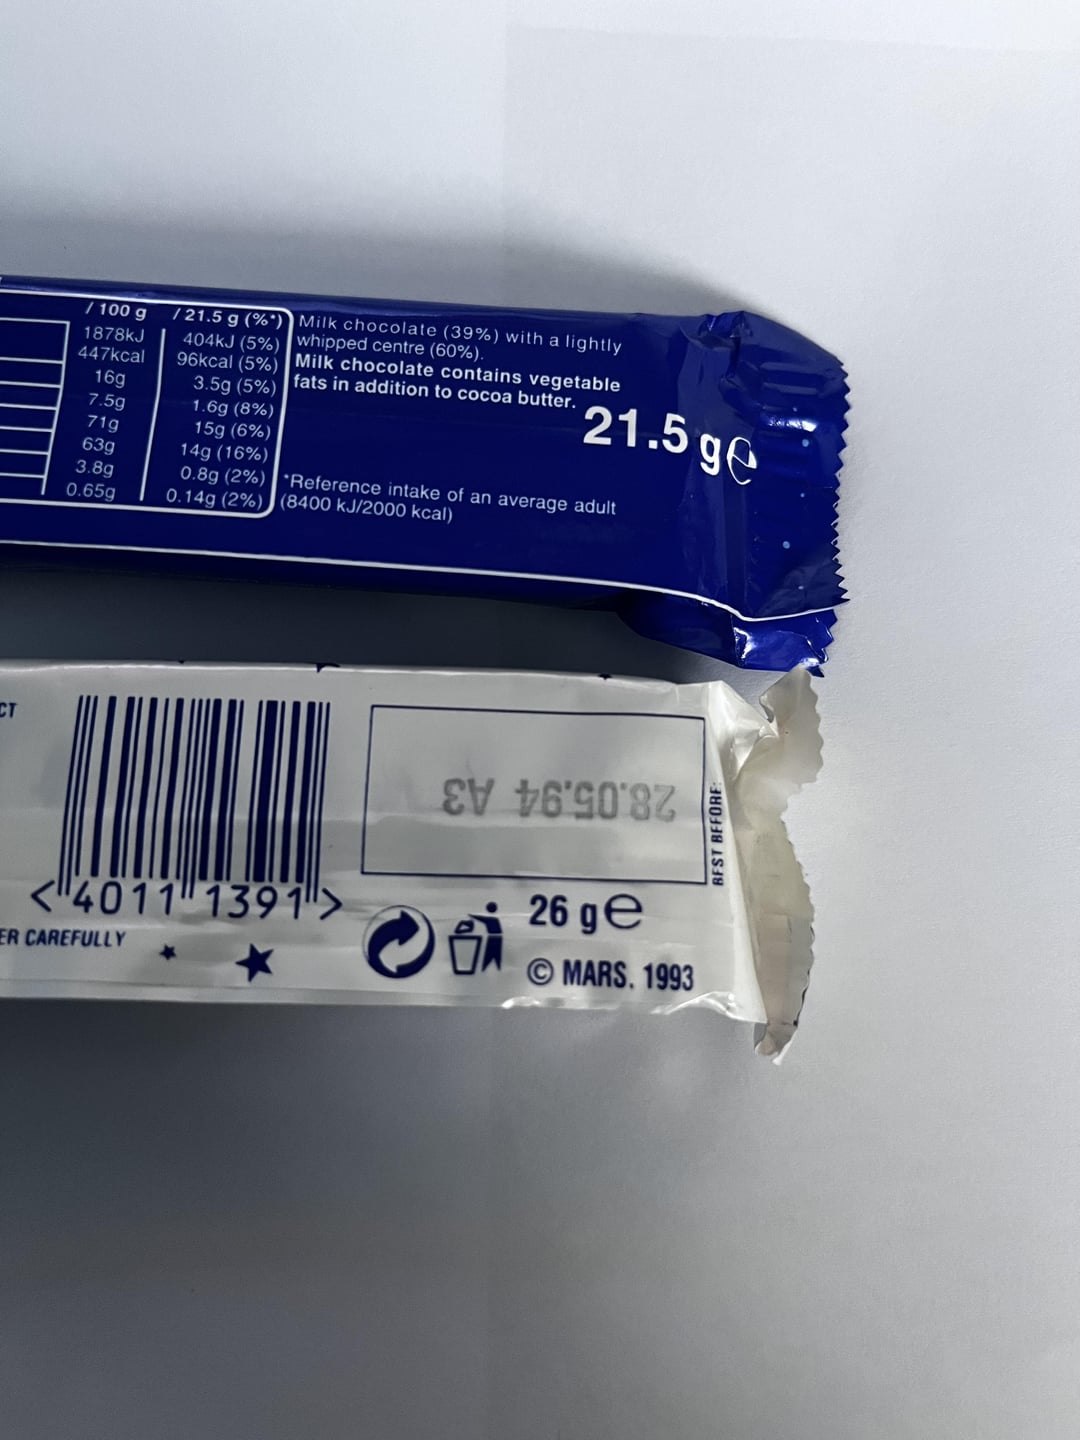 / 100 g / 21.5 g (%*)
1878kJ 404kJ (5%)
447kcal 96kcal (5%)
16g 3.5g (5%)
7.5g 1.6g (8%)
71g 15g (6%)
63g 14g (16%)
3.8g 0.8g (2%)
0.65g 0.14g (2%)
Milk chocolate (39%) with a lightly
whipped centre (60%).
Milk chocolate contains vegetable
fats in addition to cocoa butter.
21.5 g e
*Reference intake of an average adult
(8400 kJ/2000 kcal)
CT
28.05.94 A3
BEST BEFORE:
<4011 1391>
ER CAREFULLY
26 g e
© MARS. 1993